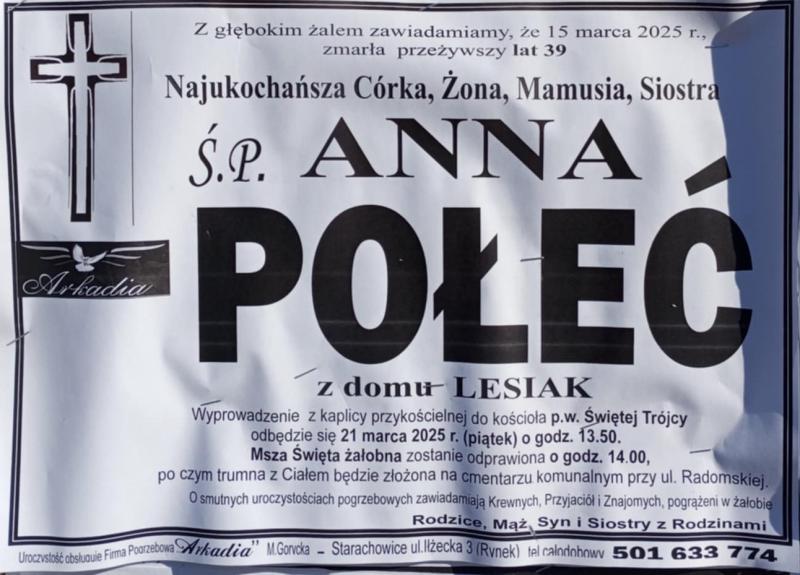 Z głębokim żalem zawiadamiamy, że 15 marca 2025 r.,
zmarła przeżywszy lat 39
Najukochańsza Córka, Żona, Mamusia, Siostra
Ś.P. ANNA
POŁEĆ
Arkadia
z domu LESIAK
Wyprowadzenie z kaplicy przykościelnej do kościoła p.w. Świętej Trójcy
odbędzie się 21 marca 2025 r. (piątek) o godz. 13.50.
Msza Święta żałobna zostanie odprawiona o godz. 14.00,
po czym trumna z Ciałem będzie złożona na cmentarzu komunalnym przy ul. Radomskiej.
O smutnych uroczystościach pogrzebowych zawiadamiają Krewnych, Przyjaciół i Znajomych, pogrążeni w żałobie
Rodzice, Mąż, Syn i Siostry z Rodzinami
Uroczystość obsługuje Firma Pogrzebowa "Arkadia" M.Gorycka - Starachowice ul.Iłżecka 3 (Rynek) tel całodobowy 501 633 774